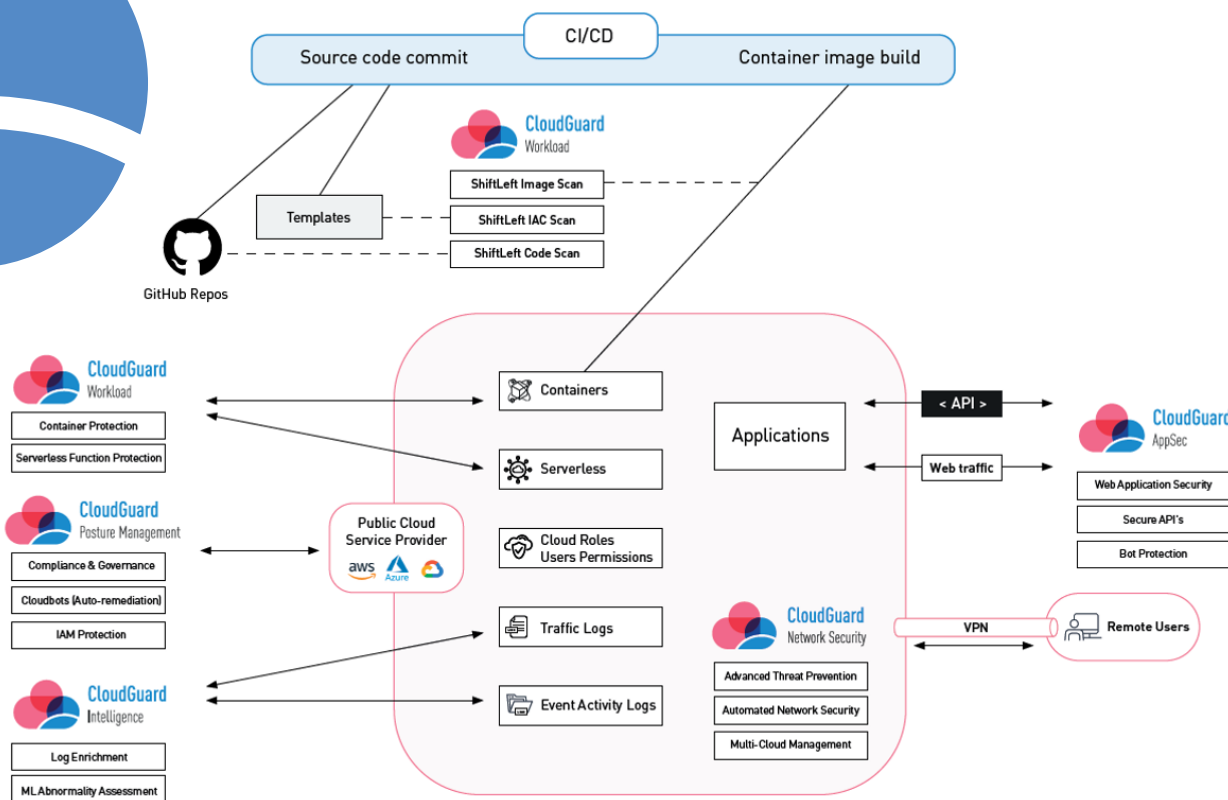 CI/CD
Source code commit
Container image build
CloudGuard
Workload
ShiftLeft Image Scan
Templates
ShiftLeft IAC Scan
ShiftLeft Code Scan
GitHub Repos
CloudGuard
Workload
Container Protection
Serverless Function Protection
CloudGuard
Posture Management
Compliance & Governance
Cloudbots (Auto-remediation)
IAM Protection
CloudGuard
Intelligence
Log Enrichment
ML Abnormality Assessment
Public Cloud
Service Provider
aws
Azure
Containers
Serverless
Cloud Roles
Users Permissions
Traffic Logs
Event Activity Logs
Applications
< API >
Web traffic
CloudGuard
AppSec
Web Application Security
Secure API's
Bot Protection
CloudGuard
Network Security
Advanced Threat Prevention
Automated Network Security
Multi-Cloud Management
VPN
Remote Users